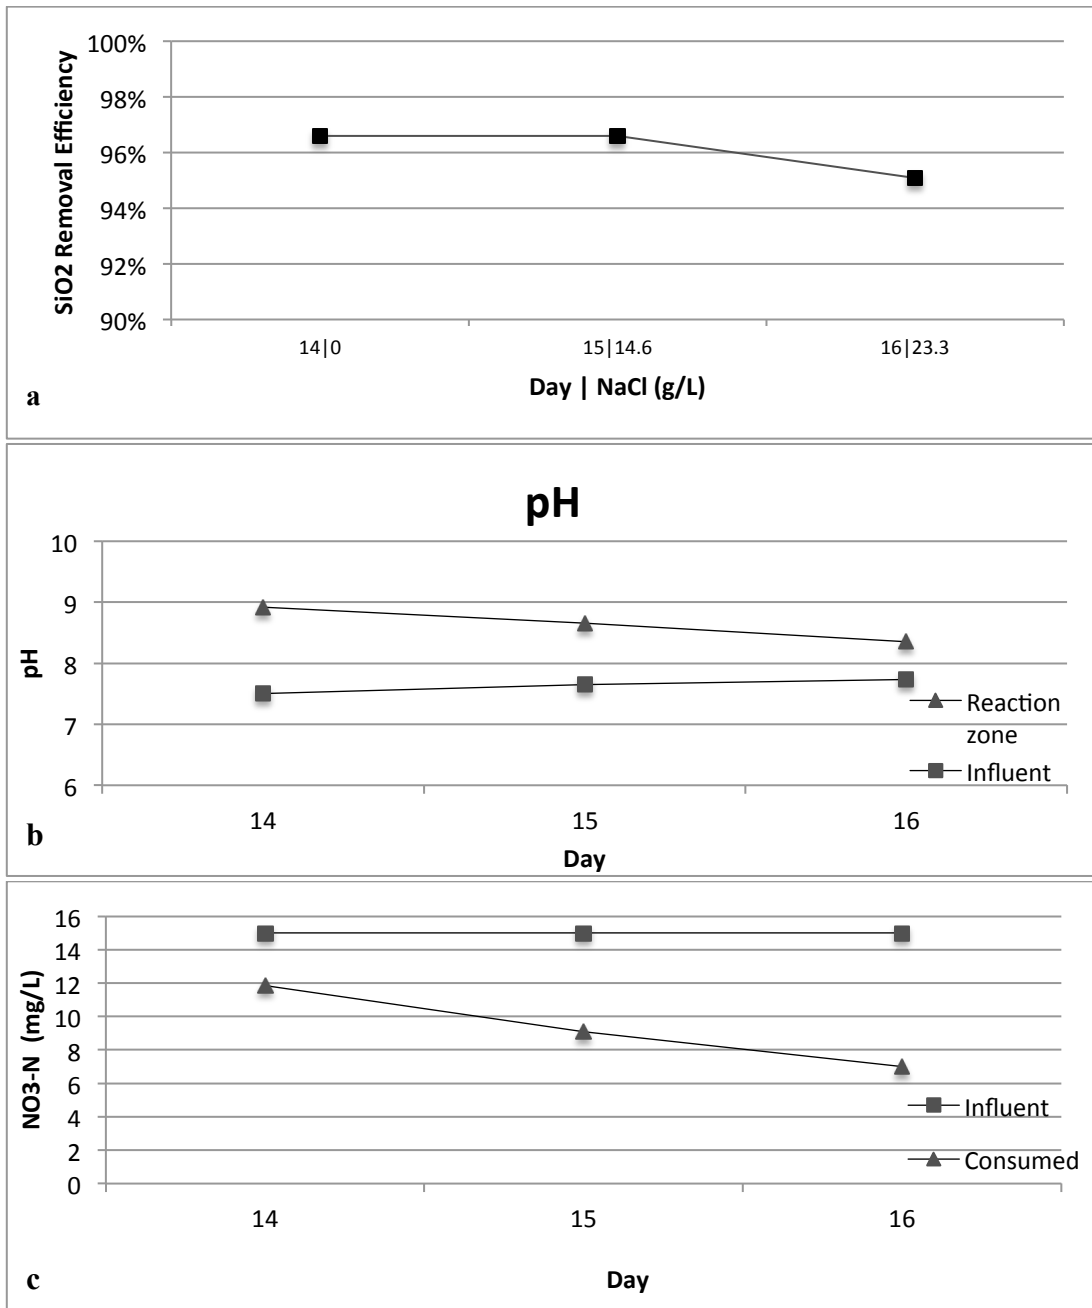 100%
98%
96%
94%
92%
90%
SiO2 Removal Efficiency
14|0
15|14.6
16|23.3
Day | NaCl (g/L)
a
pH
10
9
8
7
6
pH
Reaction
zone
Influent
14
15
16
Day
b
16
14
12
10
8
6
4
2
0
NO3-N (mg/L)
Influent
Consumed
14
15
16
Day
c